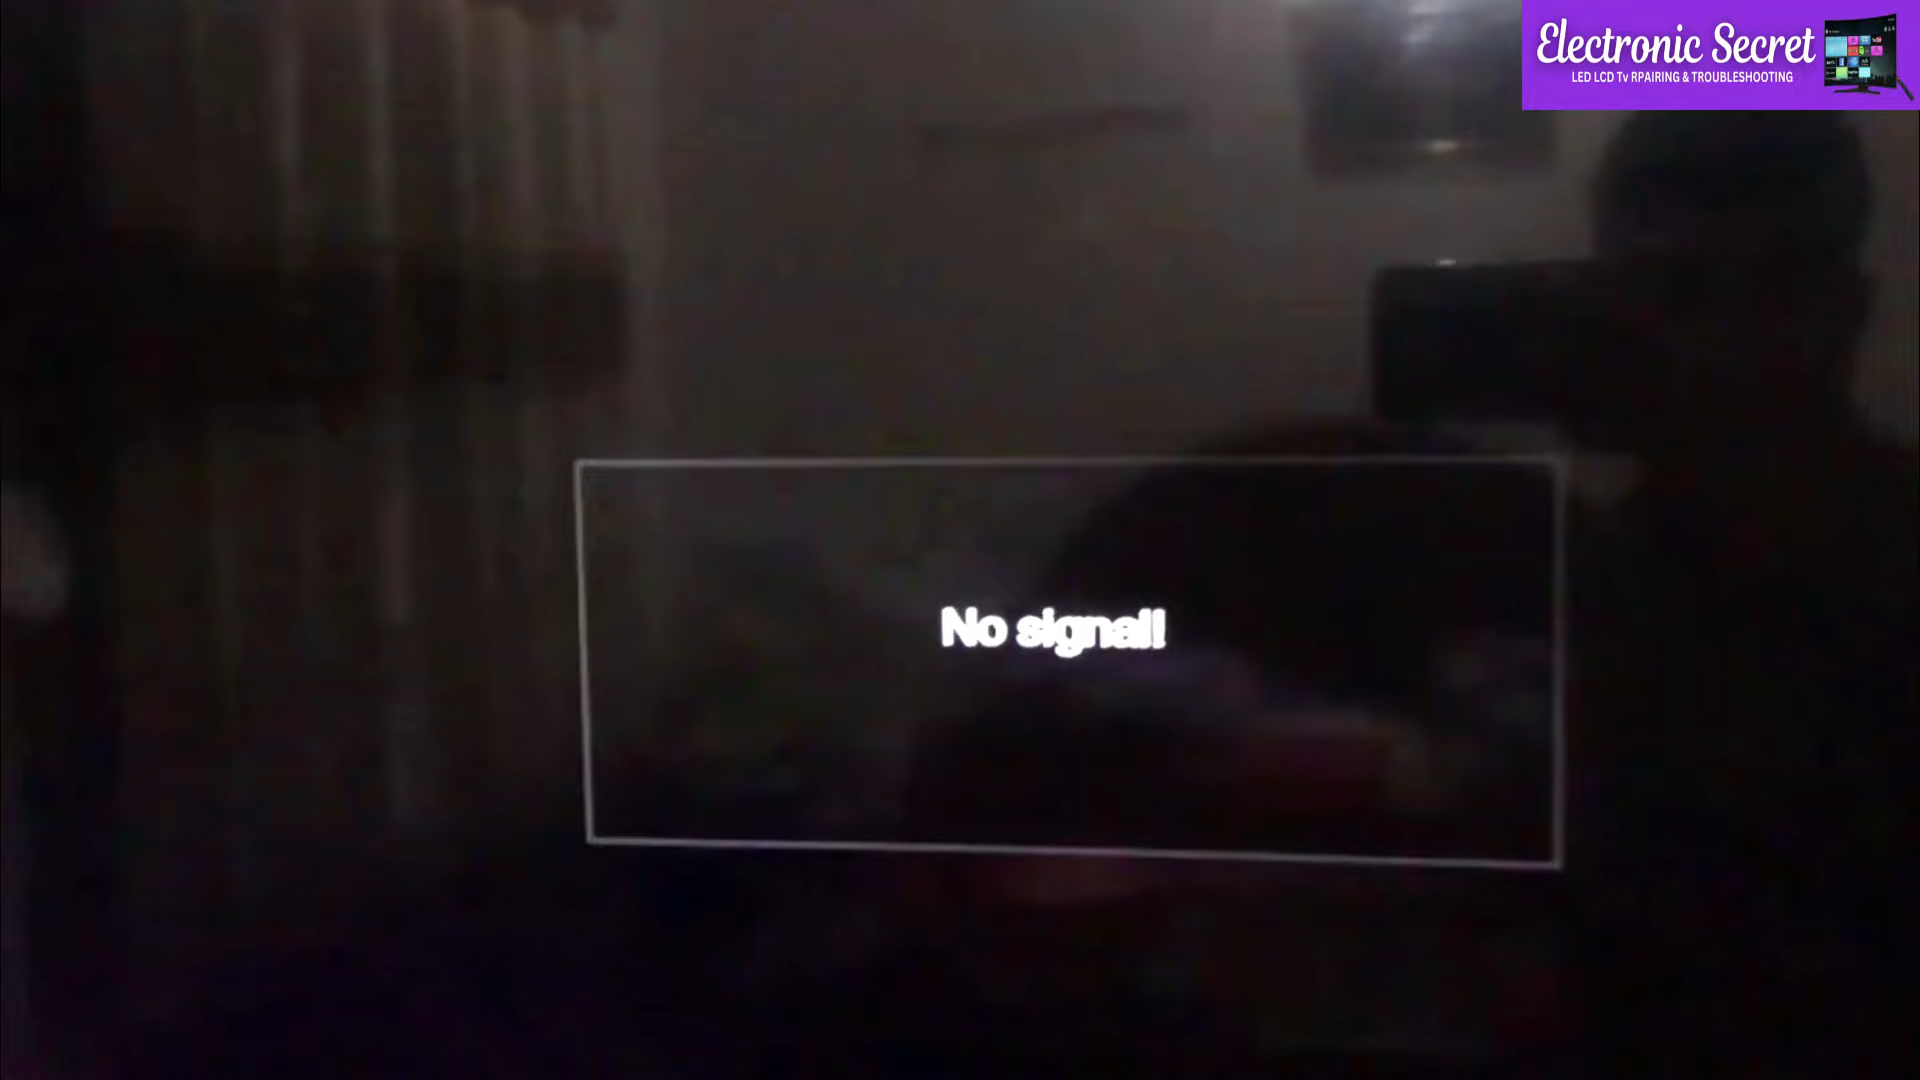 Electronic Secret
LED LCD Tv RPAIRING & TROUBLESHOOTING
No signal!